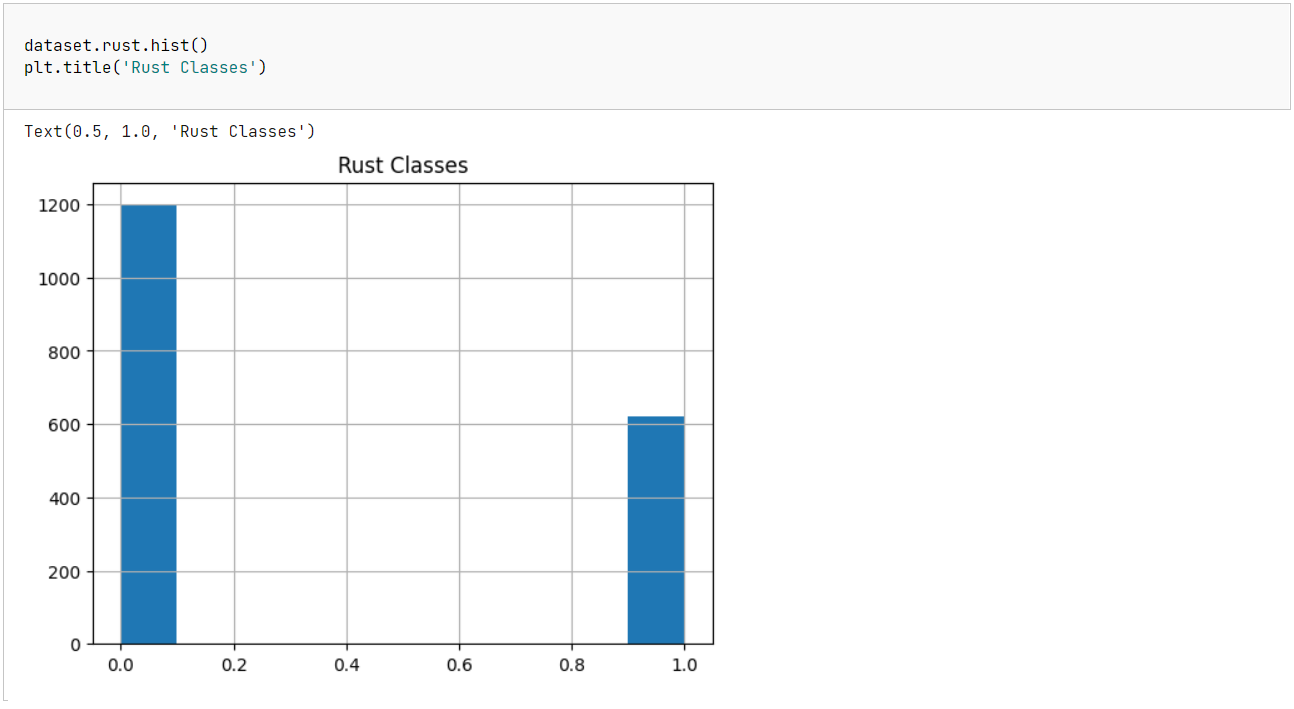 dataset.rust.hist()
plt.title('Rust Classes')
Text(0.5, 1.0, 'Rust Classes')
Rust Classes
1200
1000
800
600
400
200
0
0.0 0.2 0.4 0.6 0.8 1.0